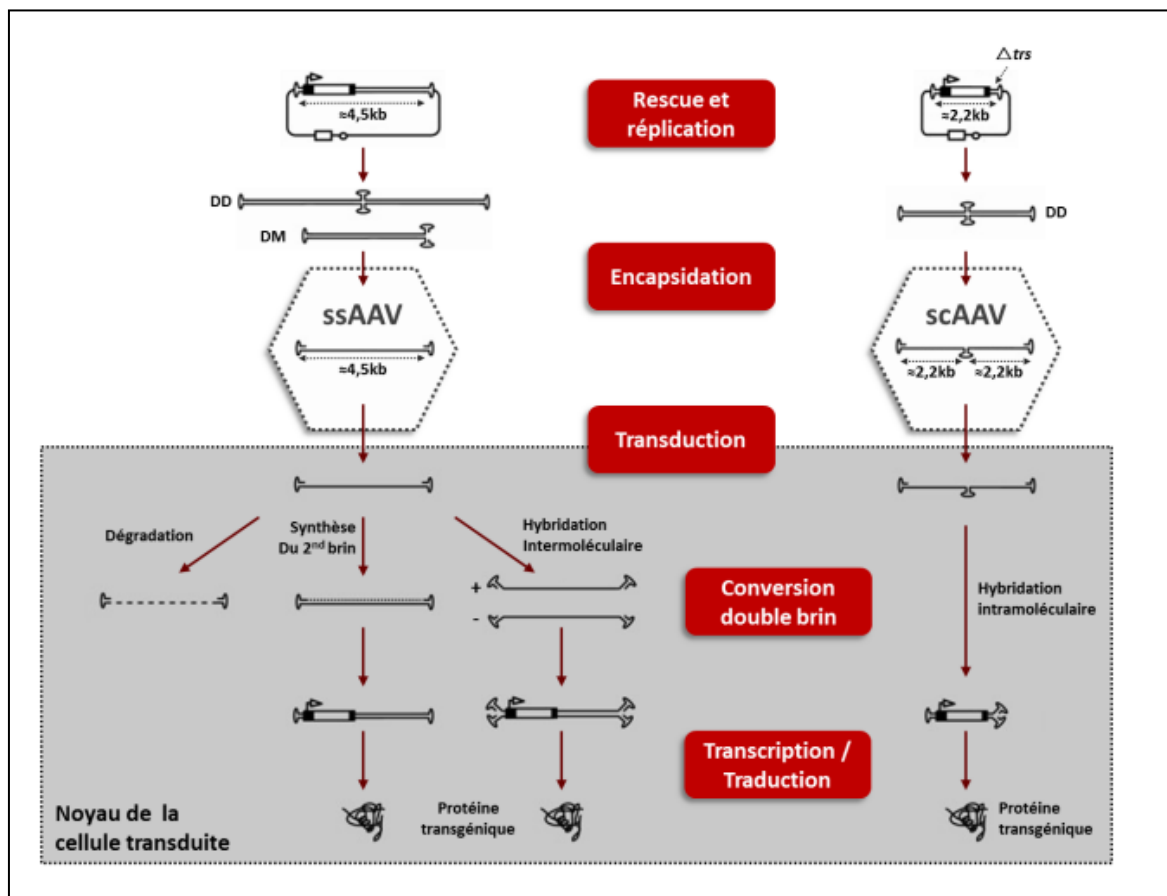 △trs
Rescue et
réplication
≈4,5kb
≈2,2kb
DD
DM
DD
Encapsidation
ssAAV
≈4,5kb
scAAV
≈2,2kb
≈2,2kb
Transduction
Dégradation
Synthèse
Du 2nd brin
Hybridation
Intermoléculaire
+
-
Conversion
double brin
Hybridation
intramoléculaire
Transcription /
Traduction
Noyau de la
cellule transduite
Protéine
transgénique
Protéine
transgénique